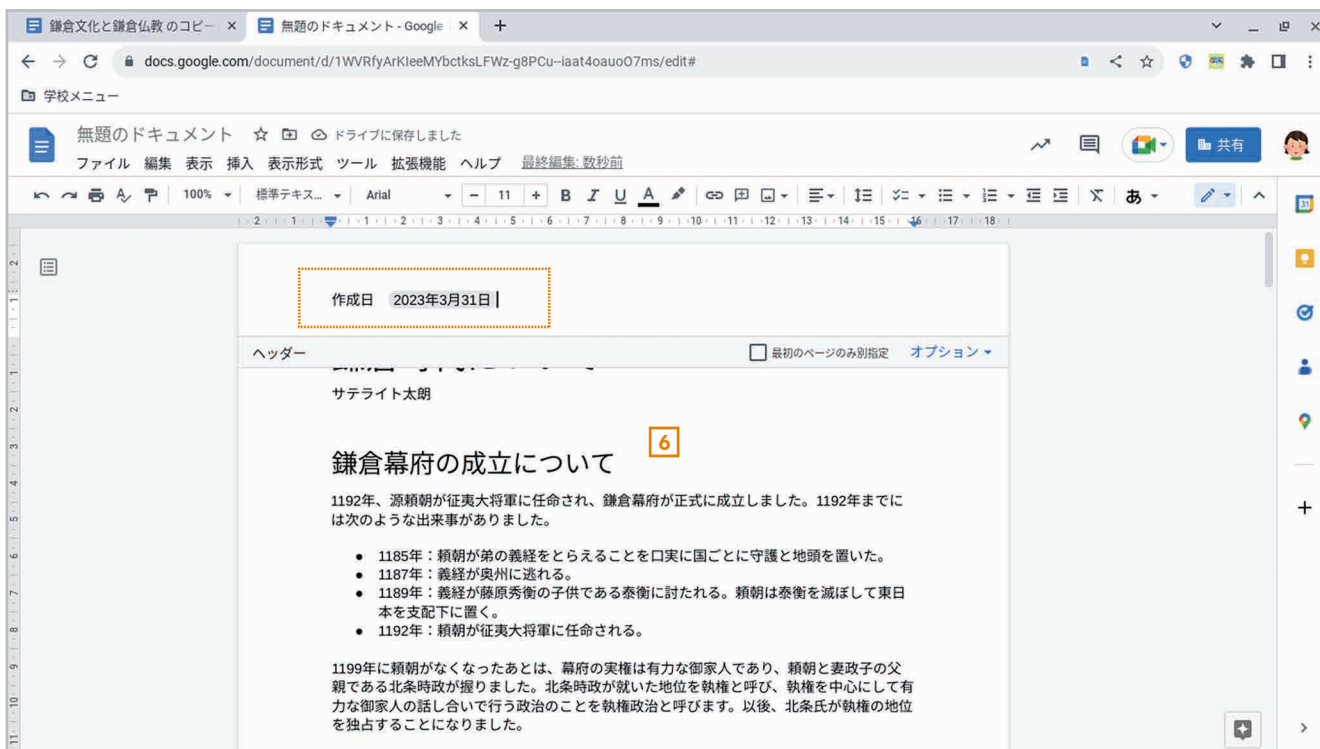 鎌倉文化と鎌倉仏教 のコピー
無題のドキュメント - Google
docs.google.com/document/d/1WVRfyArKIeeMYbctksLFWz-g8PCu--iaat4oauoO7ms/edit#
学校メニュー
無題のドキュメント ドライブに保存しました
共有
ファイル 編集 表示 挿入 表示形式 ツール 拡張機能 ヘルプ 最終編集: 数秒前
100% 標準テキス... Arial - 11 + B I U A あ
2 1 1 2 3 4 5 6 7 8 9 10 11 12 13 14 15 16 17 18
31
作成日 2023年3月31日
ヘッダー 最初のページのみ別指定 オプション
サテライト太朗
6
鎌倉幕府の成立について
1192年、源頼朝が征夷大将軍に任命され、鎌倉幕府が正式に成立しました。1192年までに
は次のような出来事がありました。
● 1185年：頼朝が弟の義経をとらえることを口実に国ごとに守護と地頭を置いた。
● 1187年：義経が奥州に逃れる。
● 1189年：義経が藤原秀衡の子供である泰衡に討たれる。頼朝は泰衡を滅ぼして東日
本を支配下に置く。
● 1192年：頼朝が征夷大将軍に任命される。
1199年に頼朝がなくなったあとは、幕府の実権は有力な御家人であり、頼朝と妻政子の父
親である北条時政が握りました。北条時政が就いた地位を執権と呼び、執権を中心にして有
力な御家人の話し合いで行う政治のことを執権政治と呼びます。以後、北条氏が執権の地位
を独占することになりました。